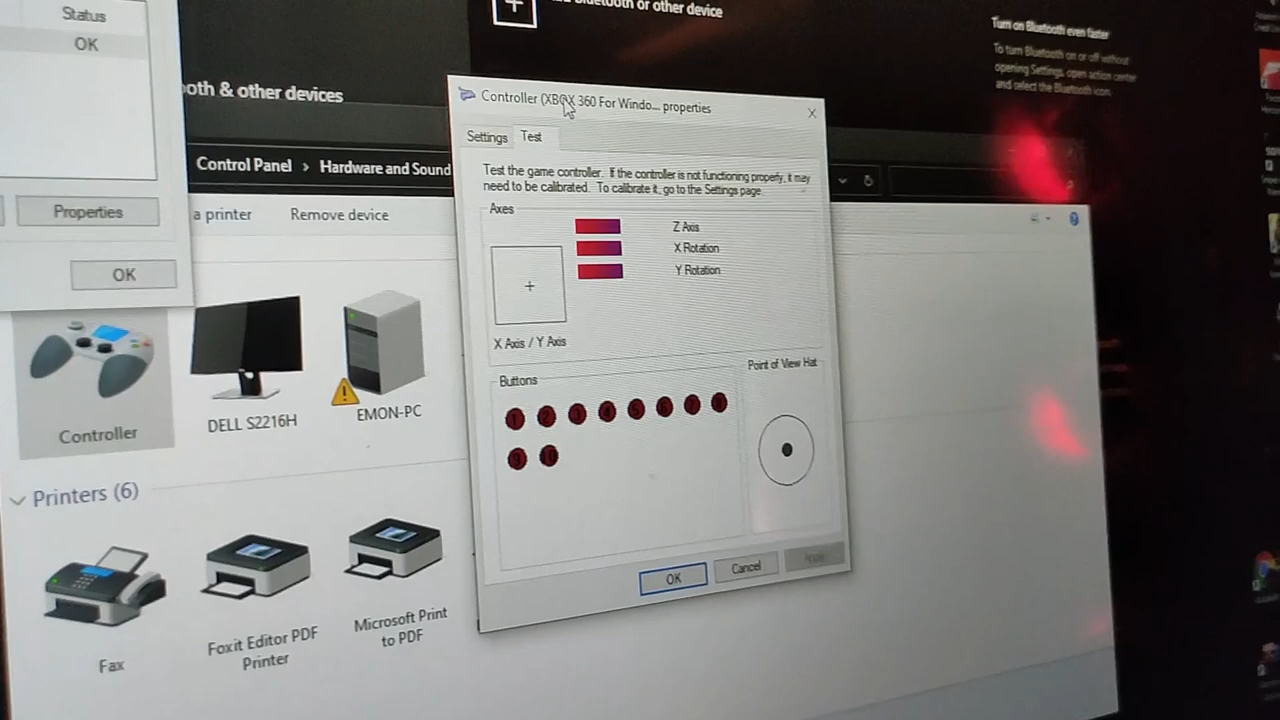 Status
OK
Bluetooth or other device
Turn on Bluetooth even faster
To turn Bluetooth on or off without
opening Settings, open action center
and select the Bluetooth icon.
ooth & other devices
Controller (XBOX 360 For Windo... properties
Settings
Test
Control Panel > Hardware and Sound
Test the game controller. If the controller is not functioning properly, it may
need to be calibrated. To calibrate it, go to the Settings page.
Properties
a printer
Remove device
Axes
Z Axis
X Rotation
Y Rotation
OK
X Axis / Y Axis
Controller
DELL S2216H
EMON-PC
Buttons
Point of View Hat
1 2 3 4 5 6 7 8
9 10
Printers (6)
OK
Cancel
Apply
Fax
Foxit Editor PDF
Printer
Microsoft Print
to PDF